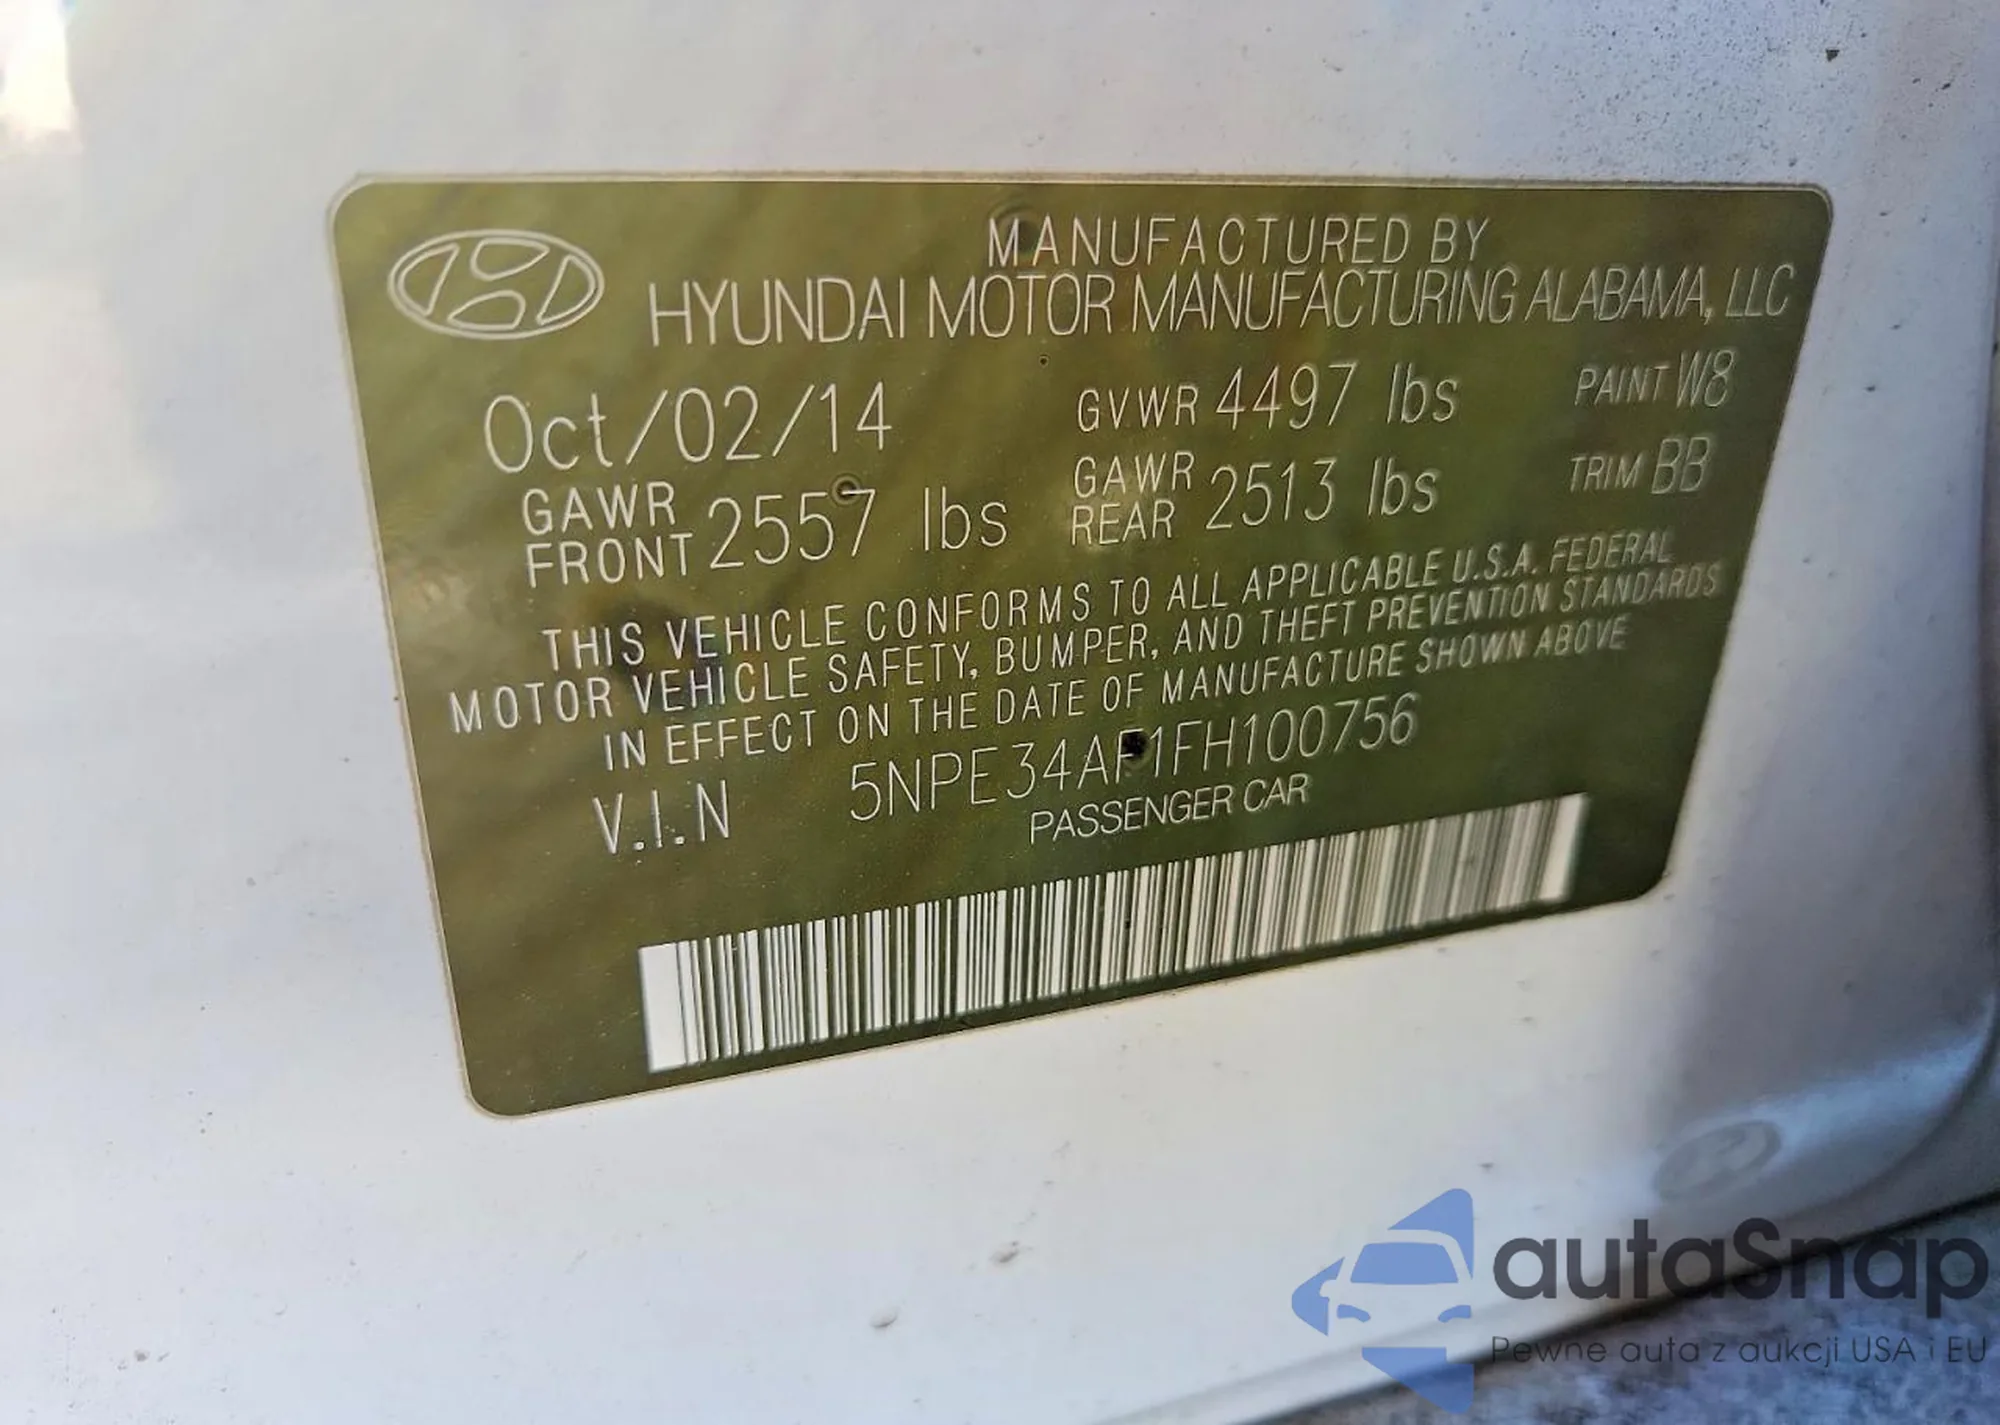 MANUFACTURED BY
HYUNDAI MOTOR MANUFACTURING ALABAMA, LLC
Oct/02/14 GVWR 4497 lbs PAINT W8
GAWR FRONT 2557 lbs GAWR REAR 2513 lbs TRIM BB
THIS VEHICLE CONFORMS TO ALL APPLICABLE U.S.A. FEDERAL
MOTOR VEHICLE SAFETY, BUMPER, AND THEFT PREVENTION STANDARDS
IN EFFECT ON THE DATE OF MANUFACTURE SHOWN ABOVE
V.I.N 5NPE34AF1FH100756
PASSENGER CAR
autaSnap
Pewne auta z aukcji USA i EU